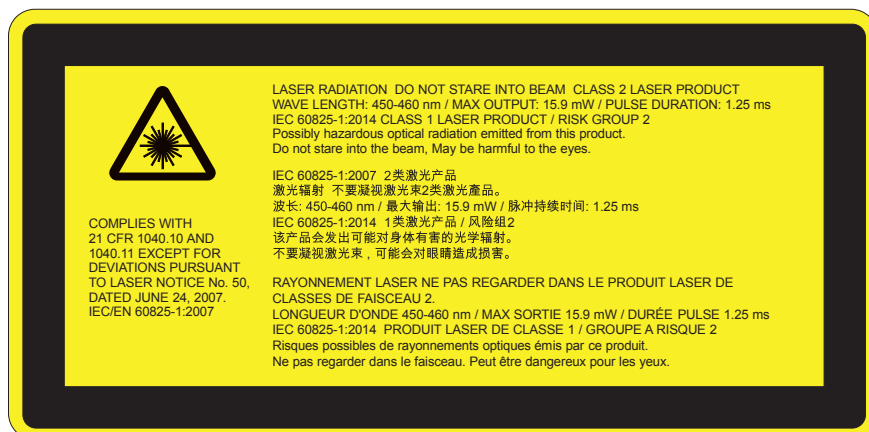 COMPLIES WITH
21 CFR 1040.10 AND
1040.11 EXCEPT FOR
DEVIATIONS PURSUANT
TO LASER NOTICE No. 50,
DATED JUNE 24, 2007.
IEC/EN 60825-1:2007
LASER RADIATION DO NOT STARE INTO BEAM CLASS 2 LASER PRODUCT
WAVE LENGTH: 450-460 nm / MAX OUTPUT: 15.9 mW / PULSE DURATION: 1.25 ms
IEC 60825-1:2014 CLASS 1 LASER PRODUCT / RISK GROUP 2
Possibly hazardous optical radiation emitted from this product.
Do not stare into the beam, May be harmful to the eyes.
IEC 60825-1:2007 2类激光产品
激光辐射 不要凝视激光束2类激光產品。
波长: 450-460 nm / 最大输出: 15.9 mW / 脉冲持续时间: 1.25 ms
IEC 60825-1:2014 1类激光产品 / 风险组2
该产品会发出可能对身体有害的光学辐射。
不要凝视激光束，可能会对眼睛造成损害。
RAYONNEMENT LASER NE PAS REGARDER DANS LE PRODUIT LASER DE
CLASSES DE FAISCEAU 2.
LONGUEUR D'ONDE 450-460 nm / MAX SORTIE 15.9 mW / DURÉE PULSE 1.25 ms
IEC 60825-1:2014 PRODUIT LASER DE CLASSE 1 / GROUPE A RISQUE 2
Risques possibles de rayonnements optiques émis par ce produit.
Ne pas regarder dans le faisceau. Peut être dangereux pour les yeux.